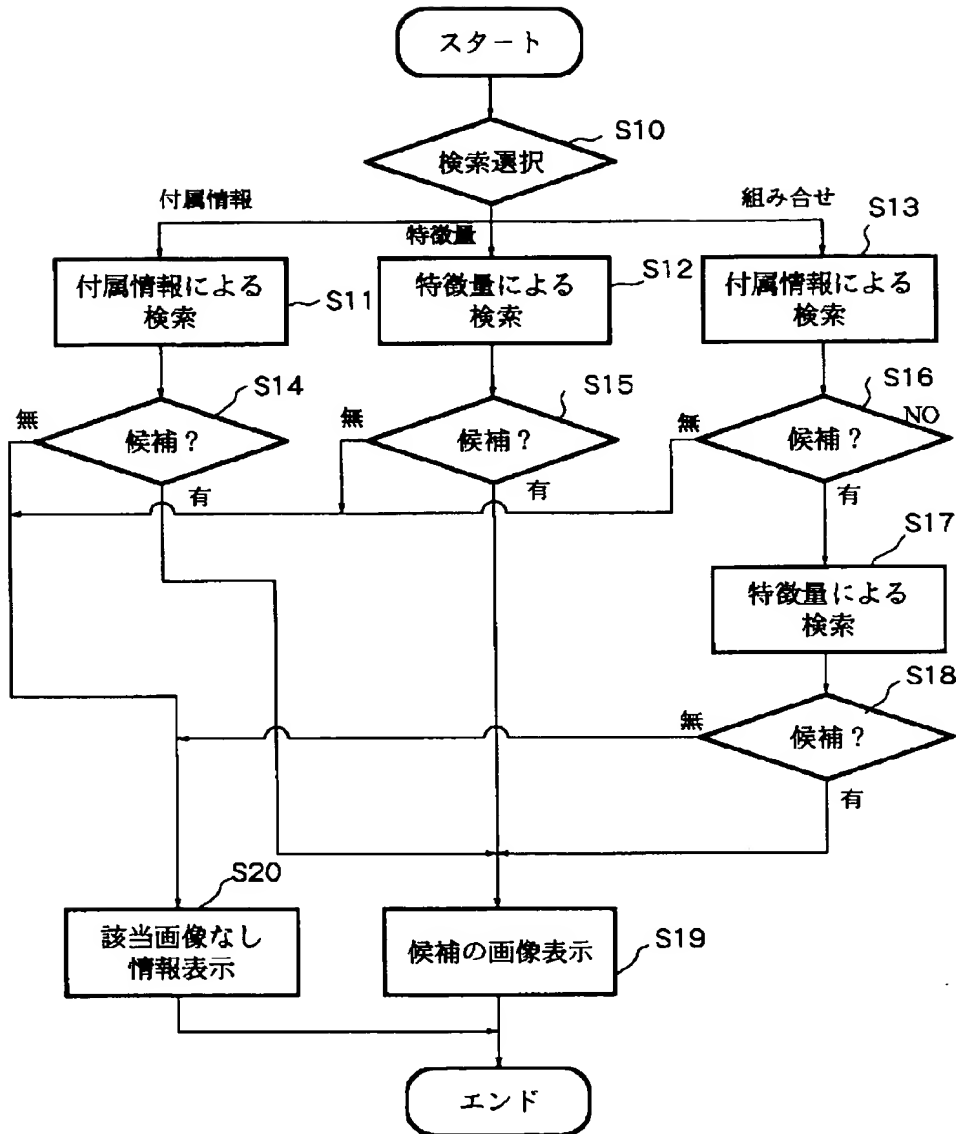 スタート
S10
検索選択
付属情報
特徴量
組み合せ
S13
付属情報による
検索
S11
特徴量による
検索
S12
付属情報による
検索
S14
無
候補？
有
S15
無
候補？
有
S16
無
候補？
NO
有
S17
特徴量による
検索
S18
無
候補？
有
S20
該当画像なし
情報表示
候補の画像表示
S19
エンド